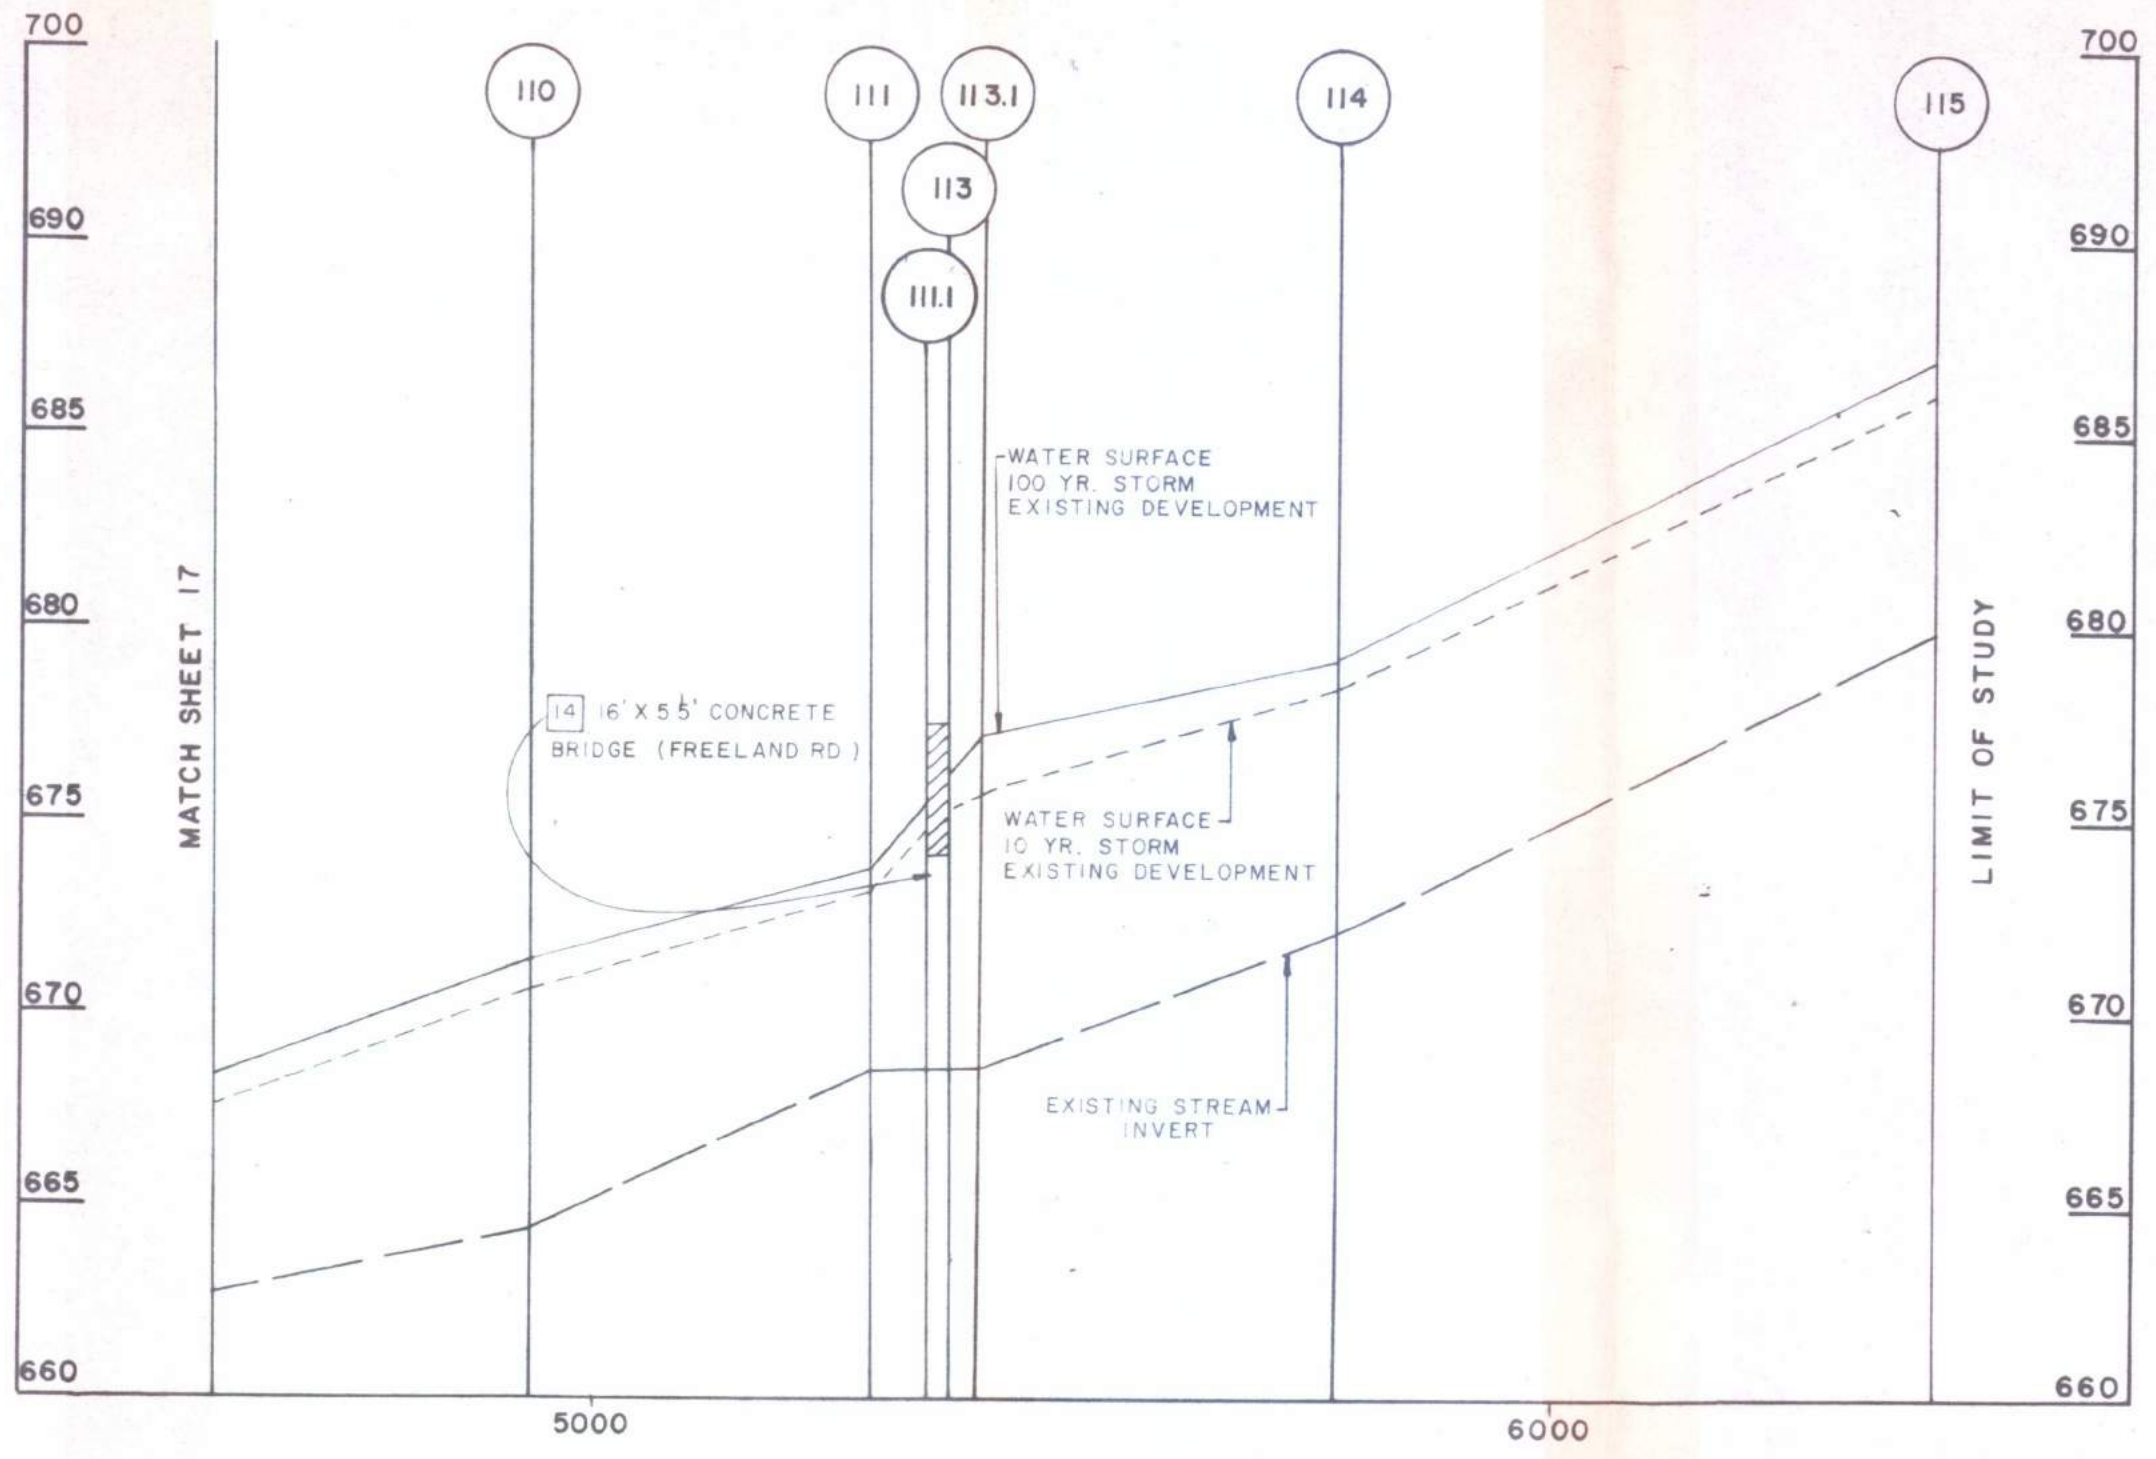 700
700
110
111
113.1
114
115
113
690
690
111.1
685
685
WATER SURFACE
100 YR. STORM
EXISTING DEVELOPMENT
MATCH SHEET 17
680
680
LIMIT OF STUDY
14 16' X 5.5' CONCRETE
BRIDGE (FREELAND RD.)
675
675
WATER SURFACE
10 YR. STORM
EXISTING DEVELOPMENT
670
670
EXISTING STREAM
INVERT
665
665
660
660
5000
6000